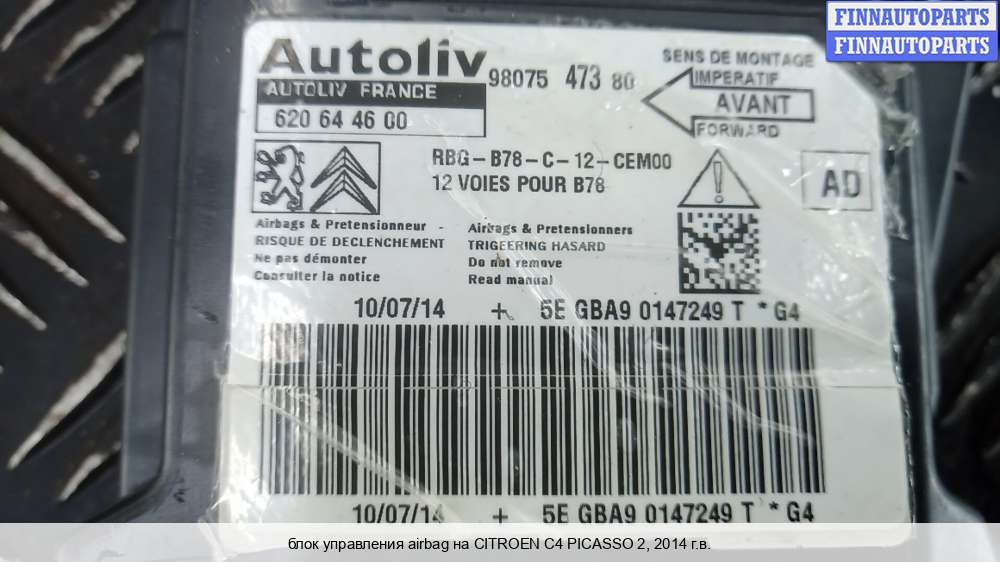 FINNAUTOPARTS
FINNAUTOPARTS
Autoliv
AUTOLIV FRANCE
620 64 46 00
98075 473 80
SENS DE MONTAGE
IMPERATIF
AVANT
FORWARD
RBG-B78-C-12-CEM00
12 VOIES POUR B78
AD
Airbags & Pretensionneur -
RISQUE DE DECLENCHEMENT
Ne pas démonter
Consulter la notice
Airbags & Pretensionners
TRIGEERING HASARD
Do not remove
Read manual
10/07/14 + 5E GBA9 0147249 T * G4
10/07/14 + 5E GBA9 0147249 T * G4
блок управления airbag на CITROEN C4 PICASSO 2, 2014 г.в.